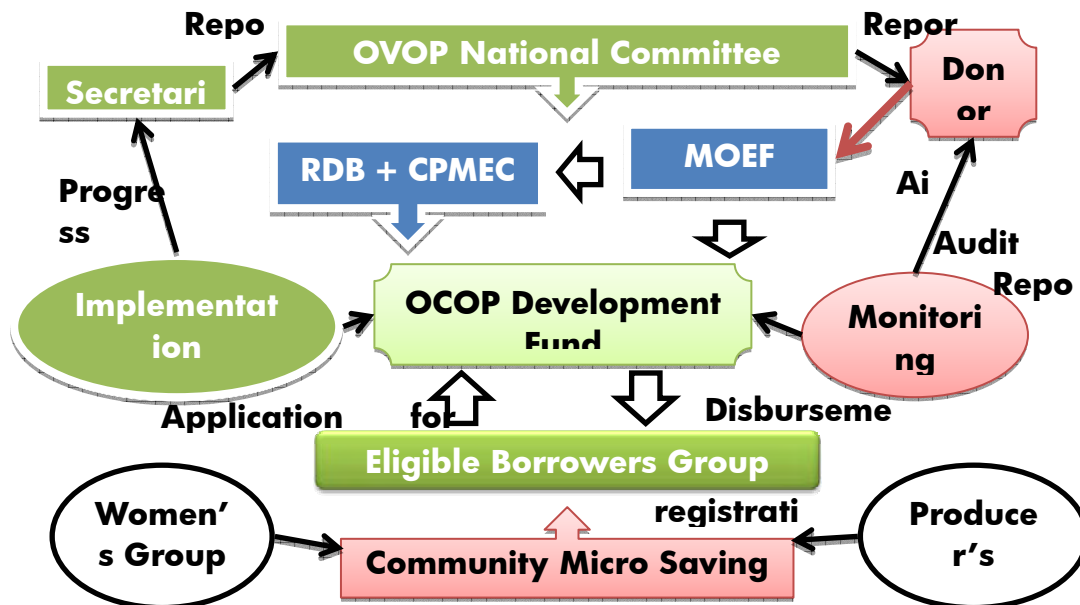 Repo
Repor
OVOP National Committee
Don
or
Secretari
RDB + CPMEC
MOEF
Ai
Progre
ss
Audit
Repo
Implementat
ion
OCOP Development
Fund
Monitori
ng
Application for
Disburseme
Eligible Borrowers Group
registrati
Women'
s Group
Produce
r's
Community Micro Saving